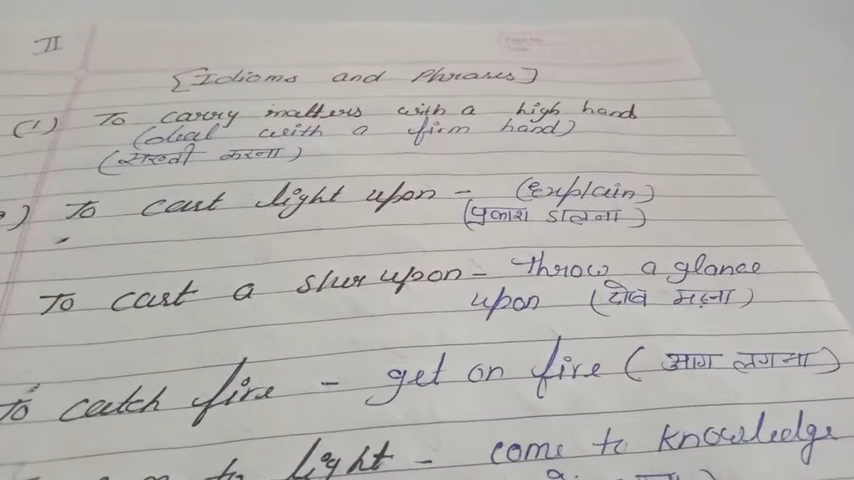 II
[Idioms and Phrases]
(1) To carry matters with a high hand
(deal with a firm hand)
(सख्ती करना)
) To cast light upon - (Explain)
(प्रकाश डालना)
To cast a slur upon - Throw a glance
upon (दोष मढ़ना)
To catch fire - get on fire (आग लगना)
to light - come to knowledge